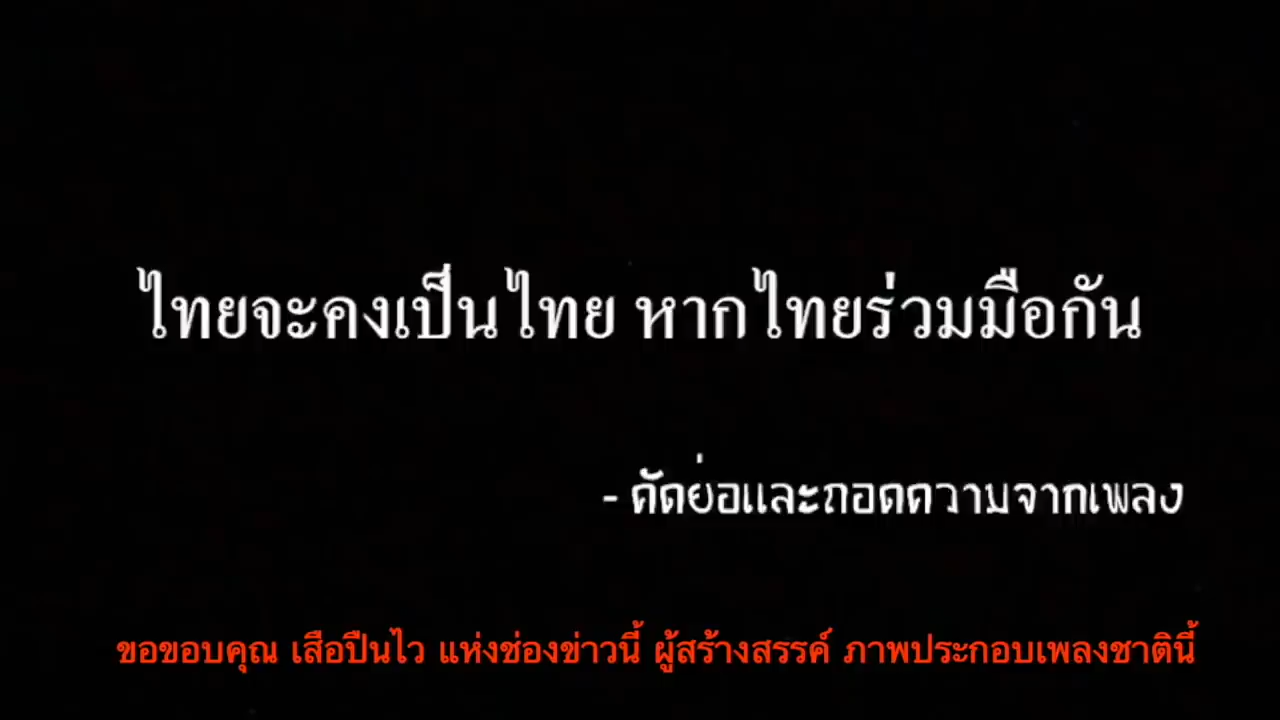 ไทยจะคงเป็นไทย หากไทยร่วมมือกัน
- คัดย่อและถอดความจากเพลง
ขอขอบคุณ เสือปืนไว แห่งช่องข่าวนี้ ผู้สร้างสรรค์ ภาพประกอบเพลงชาตินี้